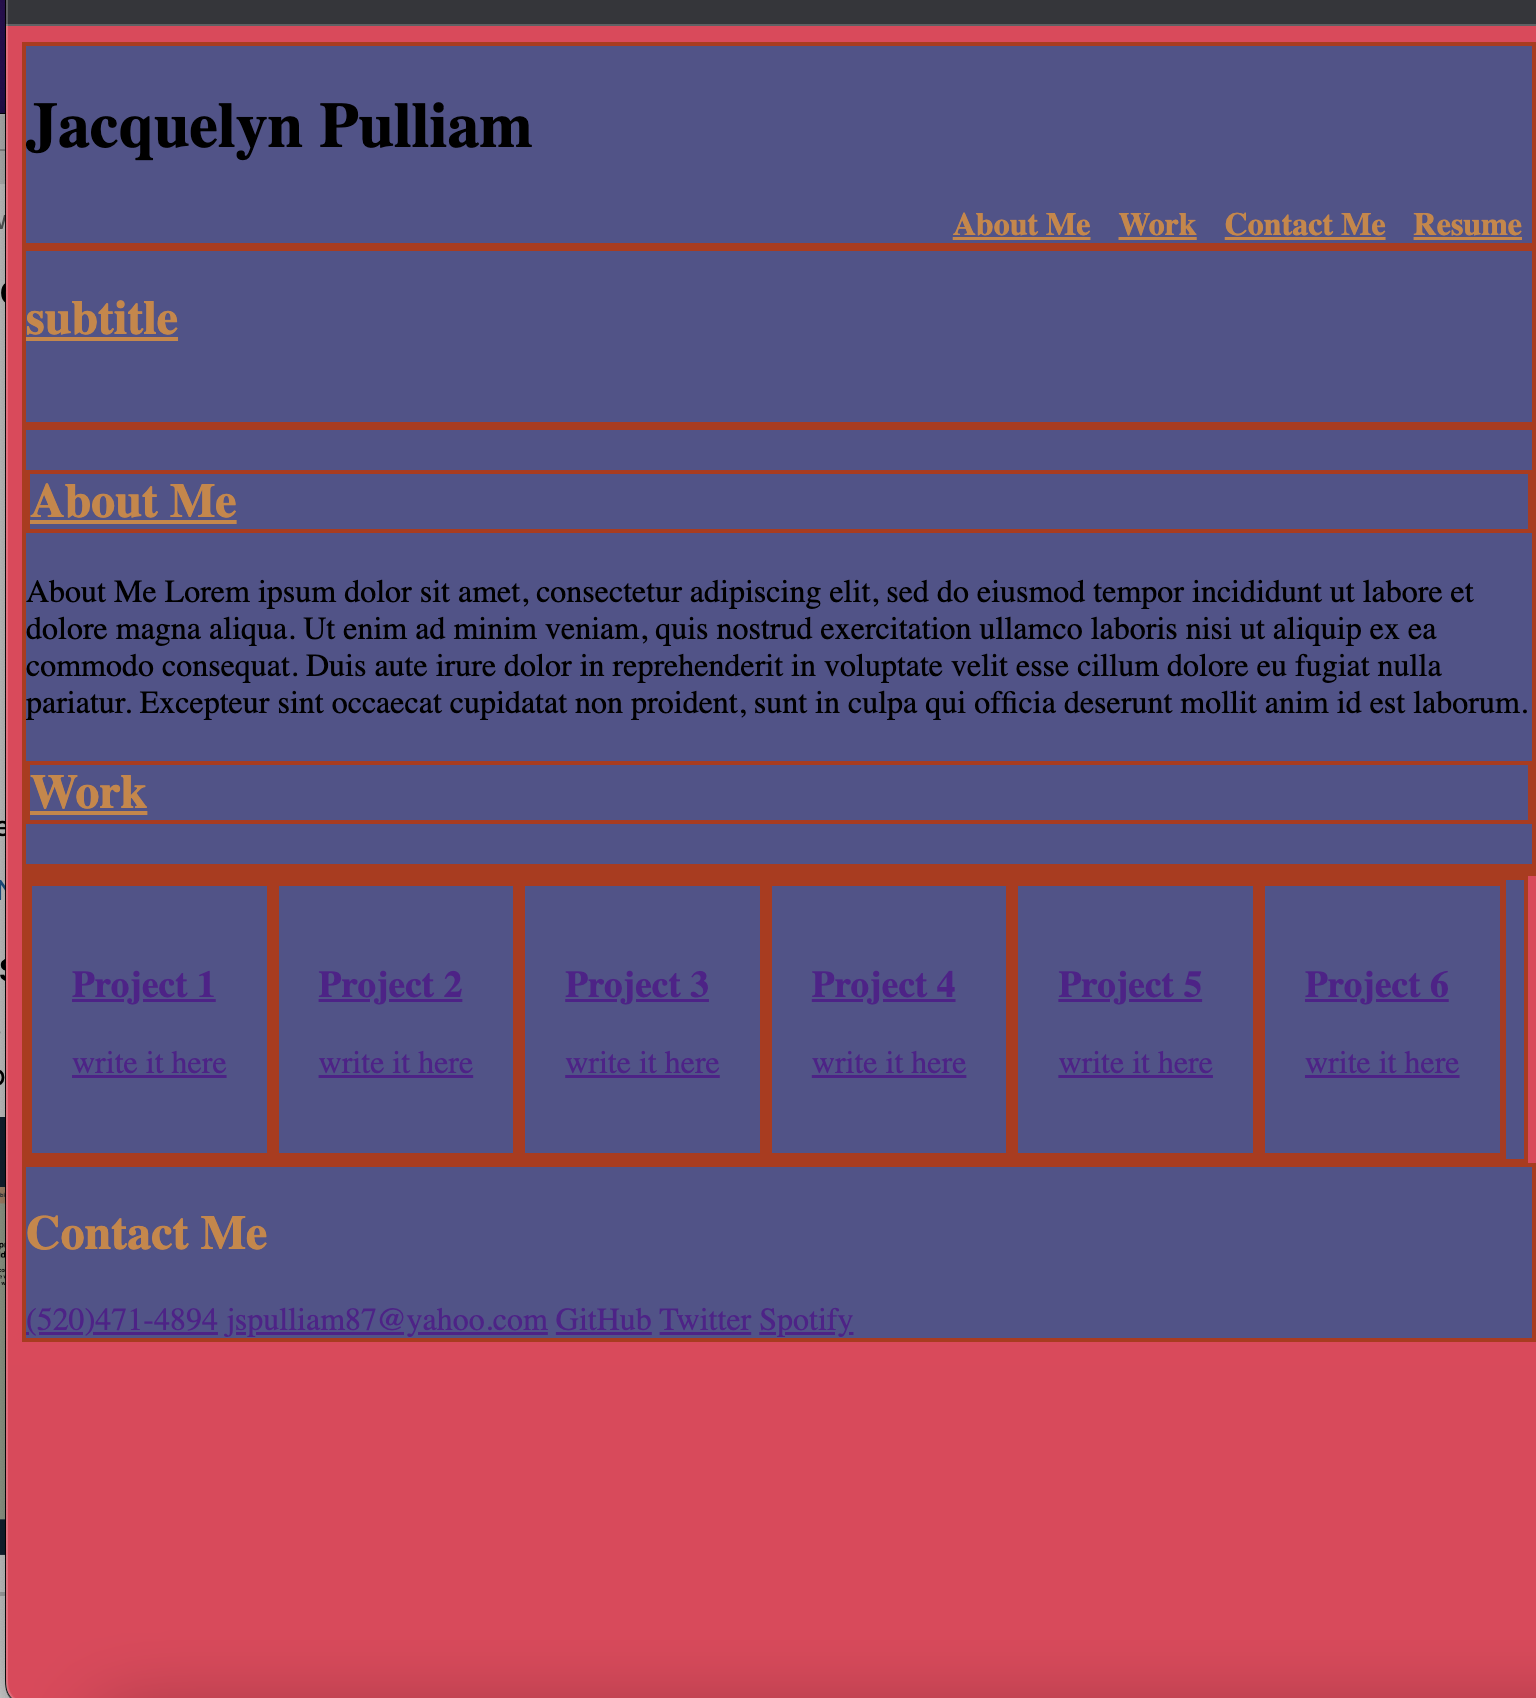 Jacquelyn Pulliam
About Me Work Contact Me Resume
subtitle
About Me
About Me Lorem ipsum dolor sit amet, consectetur adipiscing elit, sed do eiusmod tempor incididunt ut labore et
dolore magna aliqua. Ut enim ad minim veniam, quis nostrud exercitation ullamco laboris nisi ut aliquip ex ea
commodo consequat. Duis aute irure dolor in reprehenderit in voluptate velit esse cillum dolore eu fugiat nulla
pariatur. Excepteur sint occaecat cupidatat non proident, sunt in culpa qui officia deserunt mollit anim id est laborum.
Work
Project 1 Project 2 Project 3 Project 4 Project 5 Project 6
write it here write it here write it here write it here write it here write it here
Contact Me
(520)471-4894 jspulliam87@yahoo.com GitHub Twitter Spotify